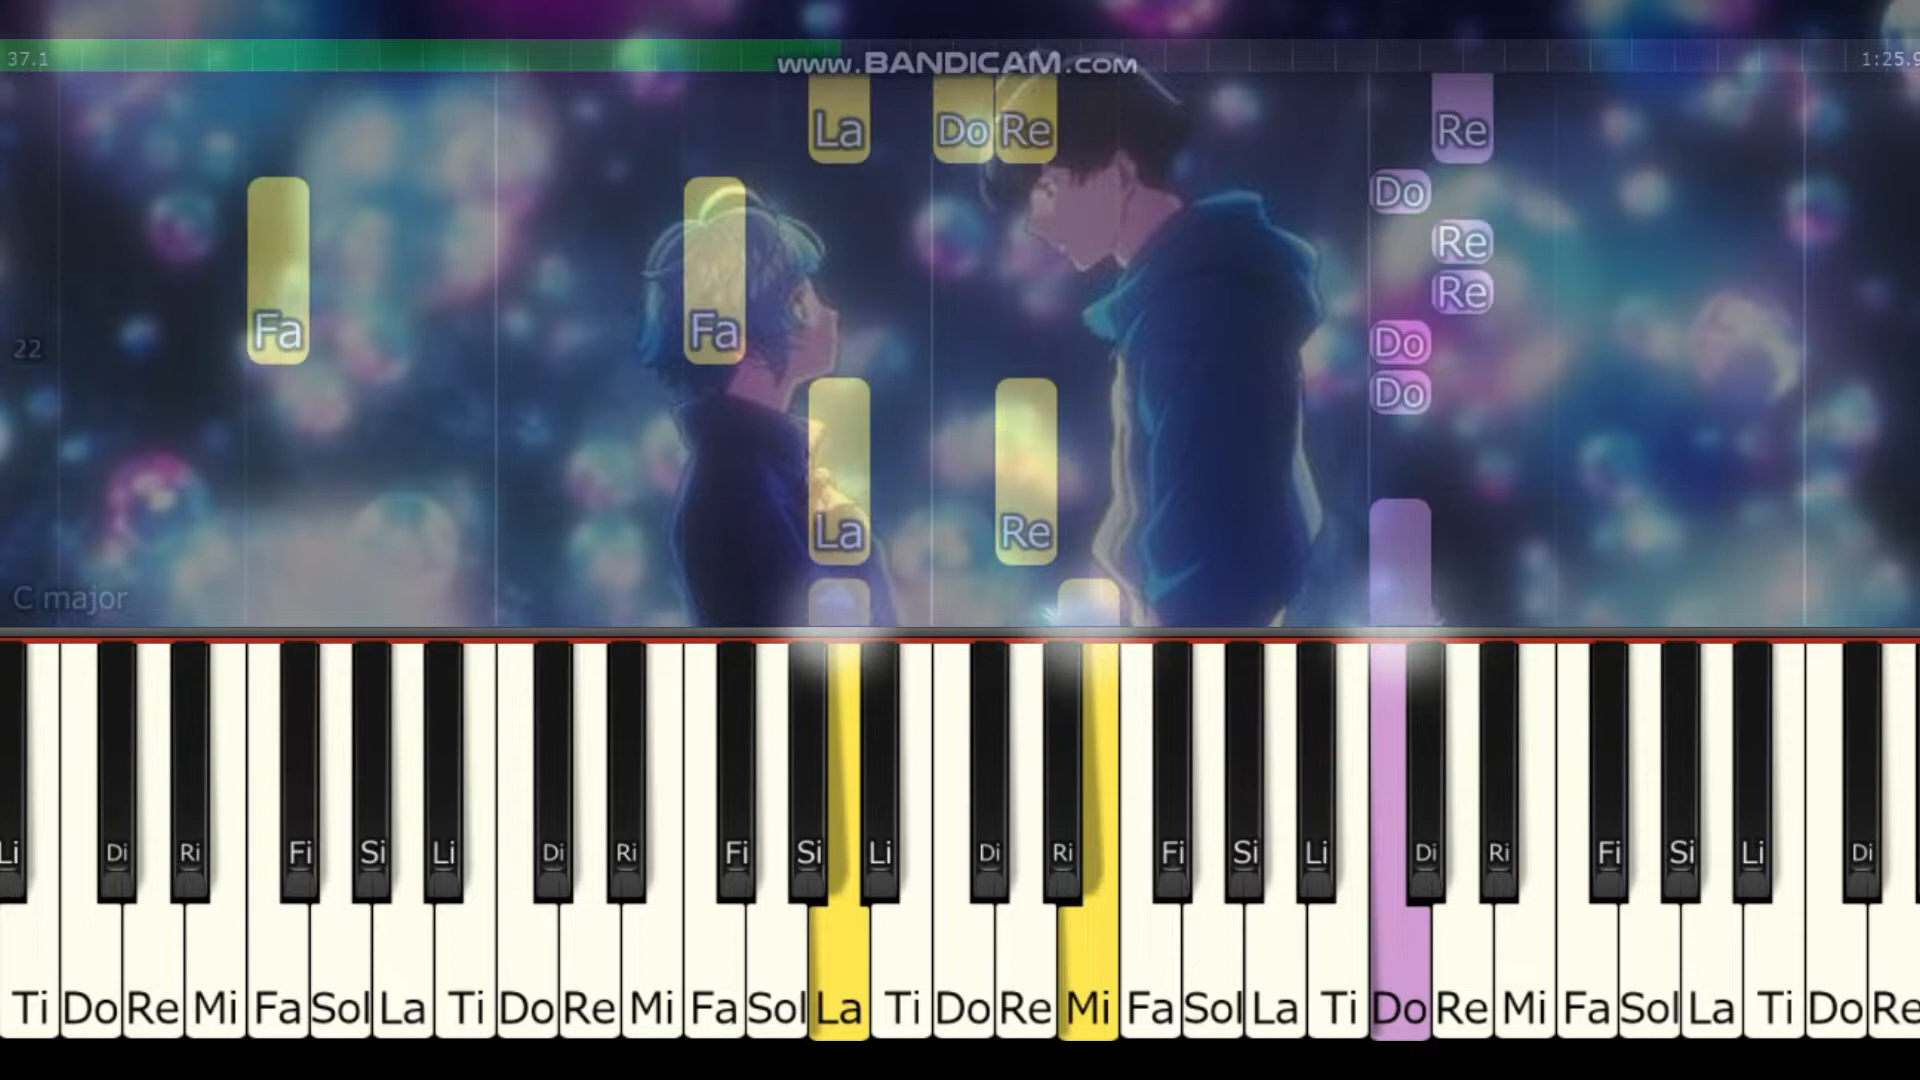 37.1 www.BANDICAM.com 1:25.9
La Do Re Re
Do
Re
Re
Fa Fa Do
22
Do
La Re
C major
Li Di Ri Fi Si Li Di Ri Fi Si Li Di Ri Fi Si Li Di Ri Fi Si Li Di
Ti Do Re Mi Fa Sol La Ti Do Re Mi Fa Sol La Ti Do Re Mi Fa Sol La Ti Do Re Mi Fa Sol La Ti Do Re